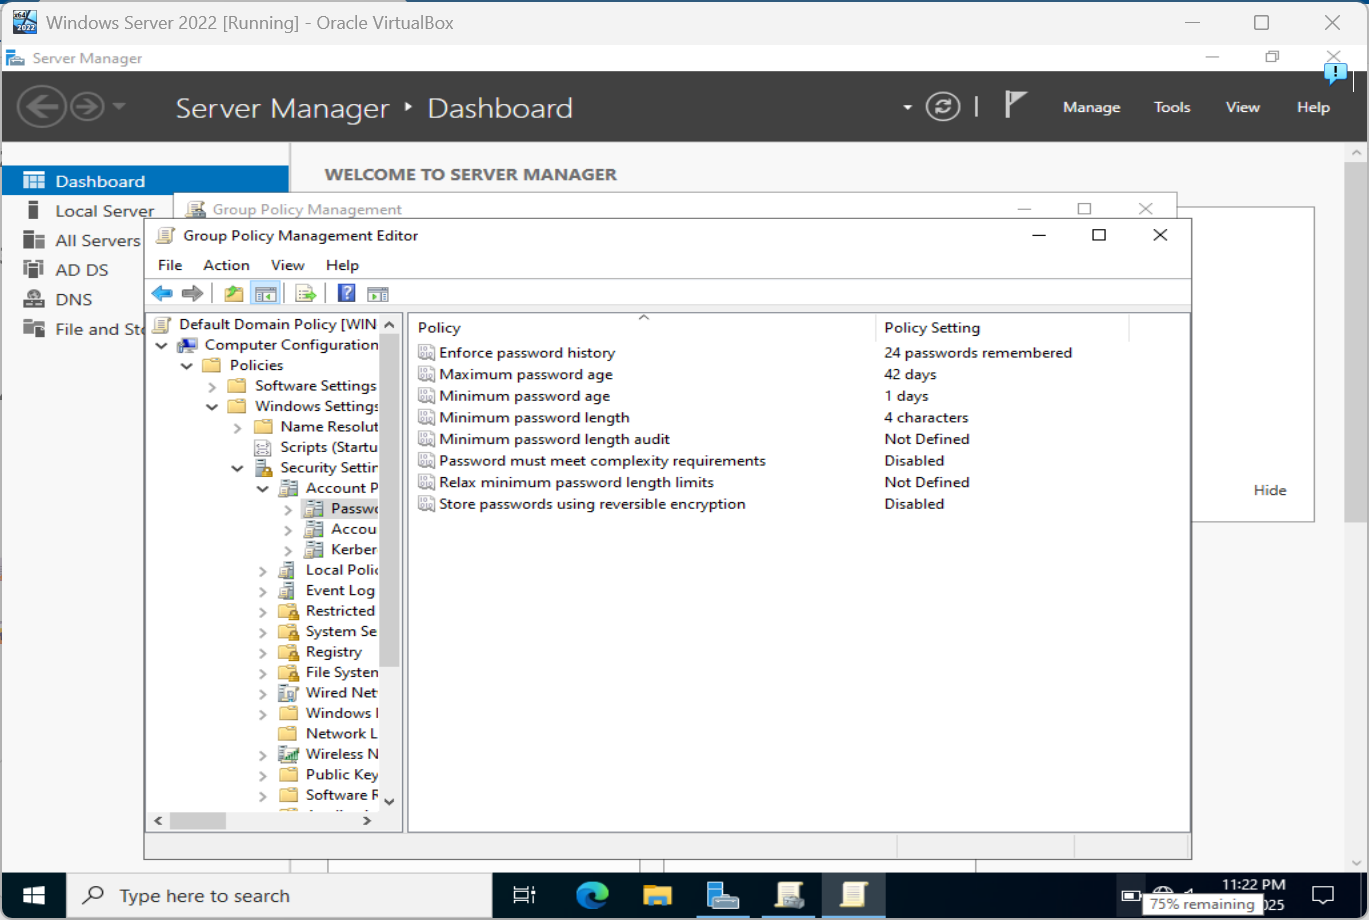 Windows Server 2022 [Running] - Oracle VirtualBox
Server Manager
Server Manager ‣ Dashboard
Manage Tools View Help
Dashboard
Local Server
All Servers
AD DS
DNS
File and Sto
WELCOME TO SERVER MANAGER
Group Policy Management
Group Policy Management Editor
File Action View Help
Default Domain Policy [WIN
Computer Configuration
Policies
Software Settings
Windows Settings
Name Resolut
Scripts (Startu
Security Settin
Account P
Passwo
Accou
Kerber
Local Polic
Event Log
Restricted
System Se
Registry
File System
Wired Net
Windows
Network L
Wireless N
Public Key
Software R
Policy Policy Setting
Enforce password history 24 passwords remembered
Maximum password age 42 days
Minimum password age 1 days
Minimum password length 4 characters
Minimum password length audit Not Defined
Password must meet complexity requirements Disabled
Relax minimum password length limits Not Defined
Store passwords using reversible encryption Disabled
Hide
Type here to search
11:22 PM
75% remaining